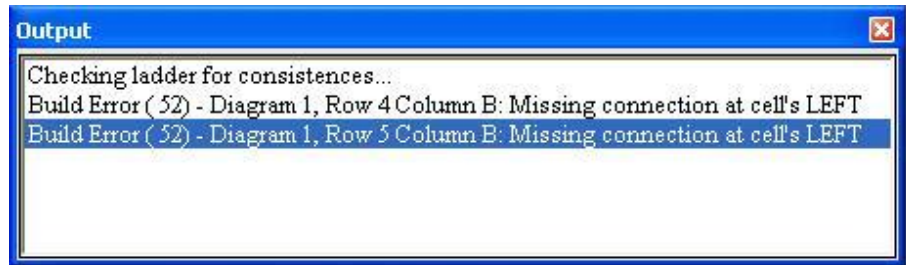 Output
Checking ladder for consistences...
Build Error ( 52) - Diagram 1, Row 4 Column B: Missing connection at cell's LEFT
Build Error ( 52) - Diagram 1, Row 5 Column B: Missing connection at cell's LEFT